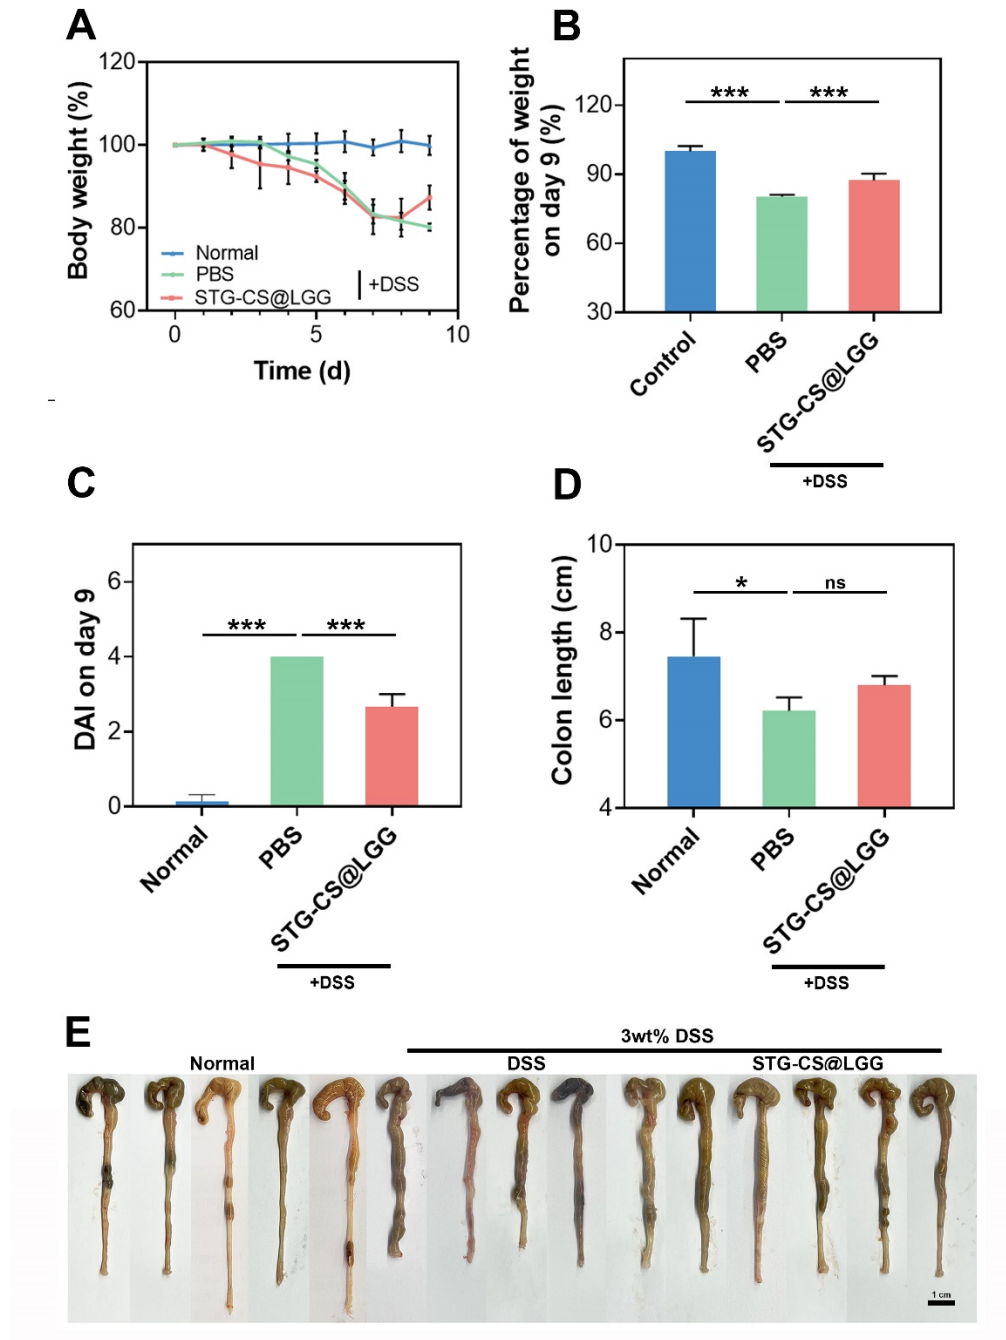 A
120
100
80
60
Body weight (%)
Normal
PBS
STG-CS@LGG
+DSS
0
5
10
Time (d)
B
120
90
60
30
Percentage of weight
on day 9 (%)
***
***
Control
PBS
STG-CS@LGG
+DSS
C
6
4
2
0
DAI on day 9
***
***
Normal
PBS
STG-CS@LGG
+DSS
D
10
8
6
4
Colon length (cm)
*
ns
Normal
PBS
STG-CS@LGG
+DSS
E
3wt% DSS
Normal
DSS
STG-CS@LGG
1 cm